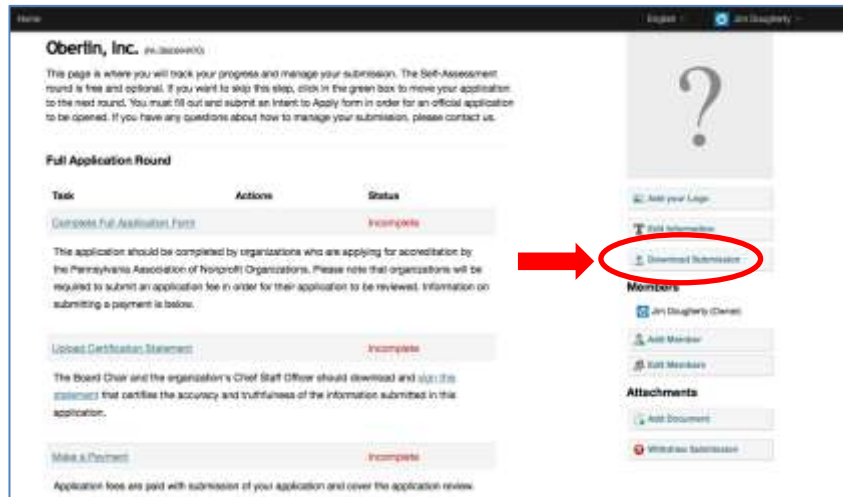 Home
English
Jim Dougherty
Oberlin, Inc.
This page is where you will track your progress and manage your submission. The Self-Assessment
round is free and optional. If you want to skip this step, click in the green box to move your application
to the next round. You must fill out and submit an Intent to Apply form in order for an official application
to be opened. If you have any questions about how to manage your submission, please contact us.
Full Application Round
Task Actions Status
Complete Full Application Form Incomplete
This application should be completed by organizations who are applying for accreditation by
the Pennsylvania Association of Nonprofit Organizations. Please note that organizations will be
required to submit an application fee in order for their application to be reviewed. Information on
submitting a payment is below.
Upload Certification Statement Incomplete
The Board Chair and the organization's Chief Staff Officer should download and sign this
statement that certifies the accuracy and truthfulness of the information submitted in this
application.
Make a Payment Incomplete
Application fees are paid with submission of your application and cover the application review.
?
Add your Logo
Edit Information
Download Submission
Members
Jim Dougherty (Owner)
Add Member
Edit Members
Attachments
Add Document
Withdraw Submission